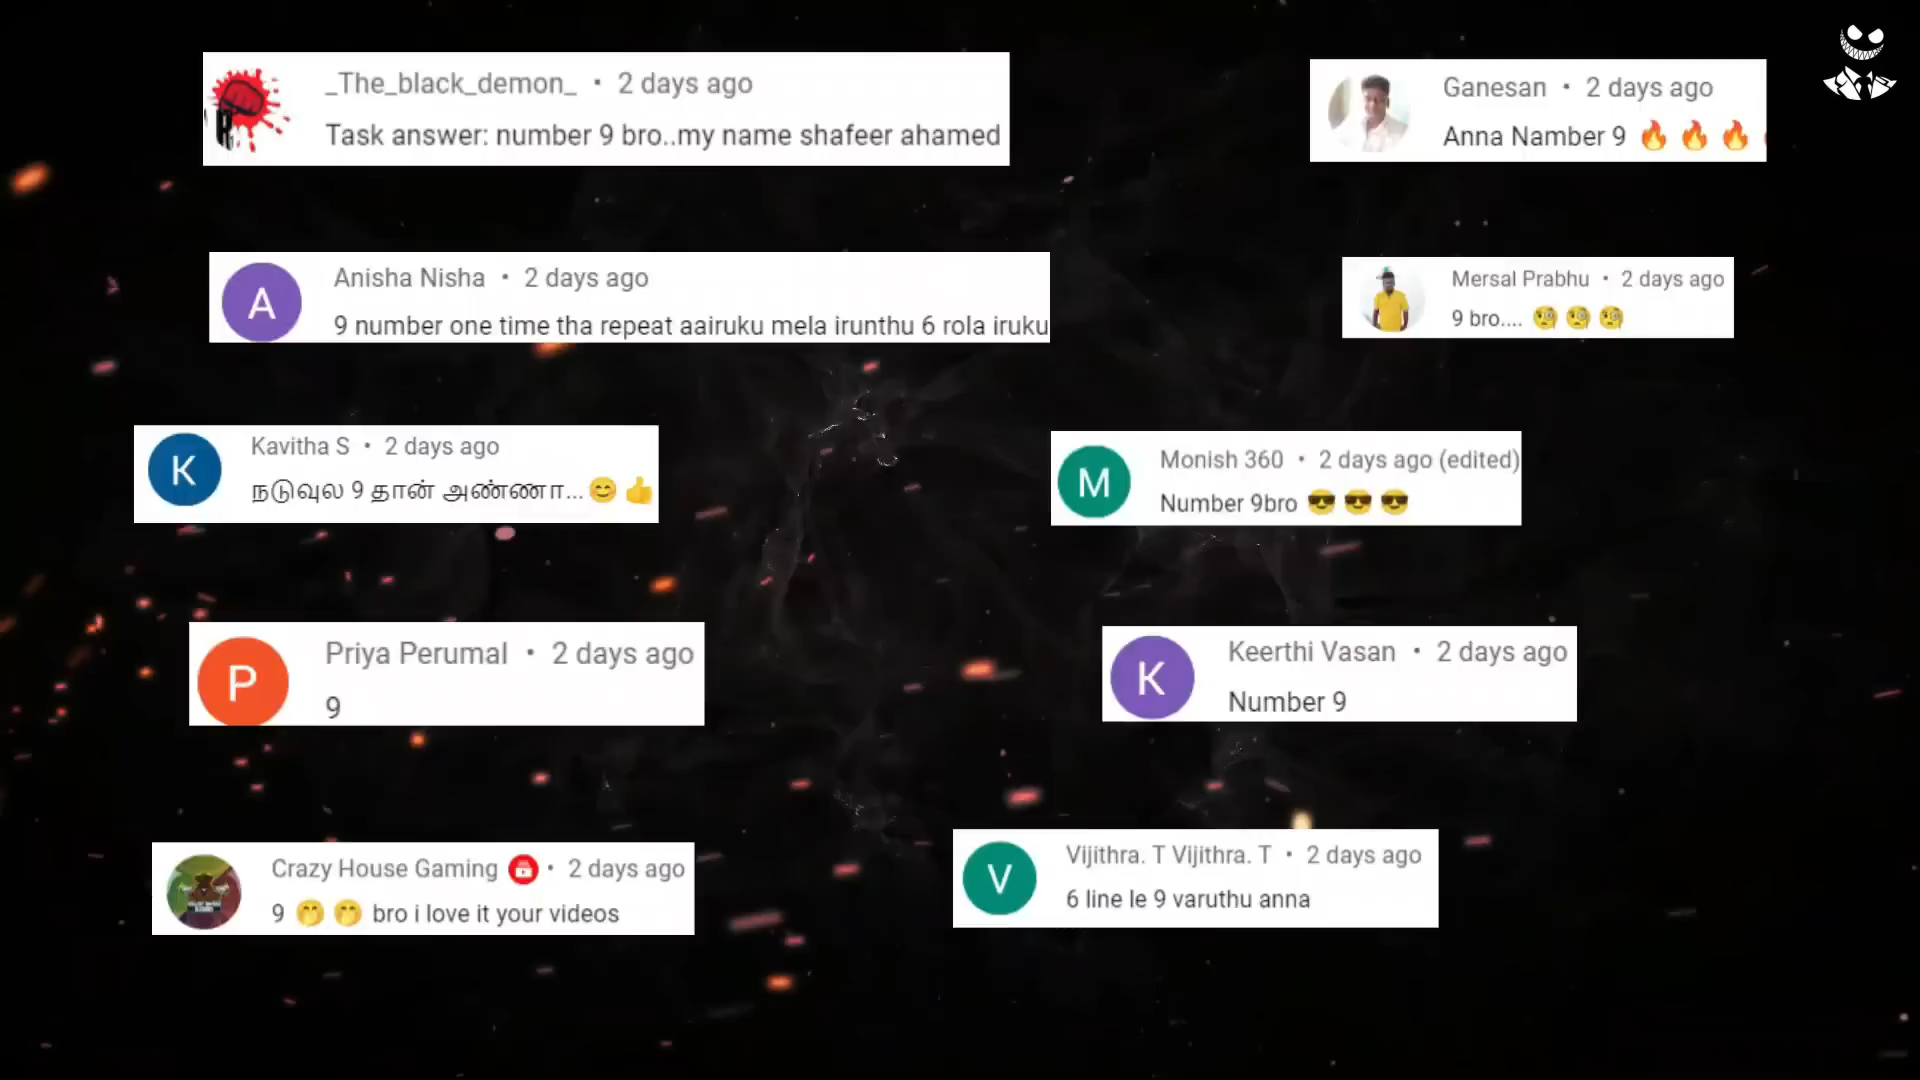 _The_black_demon_ • 2 days ago
Task answer: number 9 bro..my name shafeer ahamed
Ganesan • 2 days ago
Anna Namber 9 🔥 🔥 🔥
A
Anisha Nisha • 2 days ago
9 number one time tha repeat aairuku mela irunthu 6 rola iruku
Mersal Prabhu • 2 days ago
9 bro.... 🧐 🧐 🧐
K
Kavitha S • 2 days ago
நடுவுல 9 தான் அண்ணா...😊 👍
M
Monish 360 • 2 days ago (edited)
Number 9bro 😎 😎 😎
P
Priya Perumal • 2 days ago
9
K
Keerthi Vasan • 2 days ago
Number 9
Crazy House Gaming • 2 days ago
9 🤭 🤭 bro i love it your videos
V
Vijithra. T Vijithra. T • 2 days ago
6 line le 9 varuthu anna